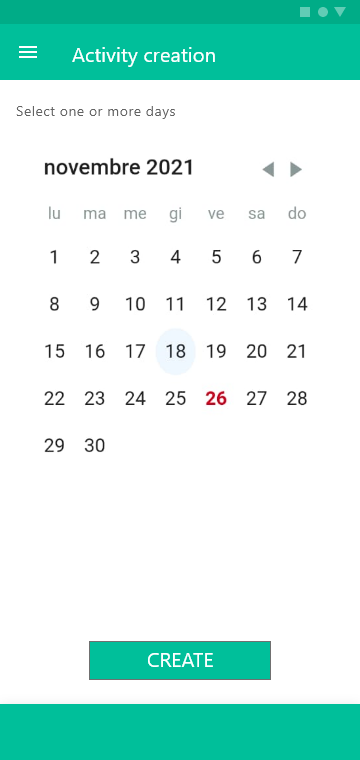 Activity creation
Select one or more days
novembre 2021
lu ma me gi ve sa do
1 2 3 4 5 6 7
8 9 10 11 12 13 14
15 16 17 18 19 20 21
22 23 24 25 26 27 28
29 30
CREATE